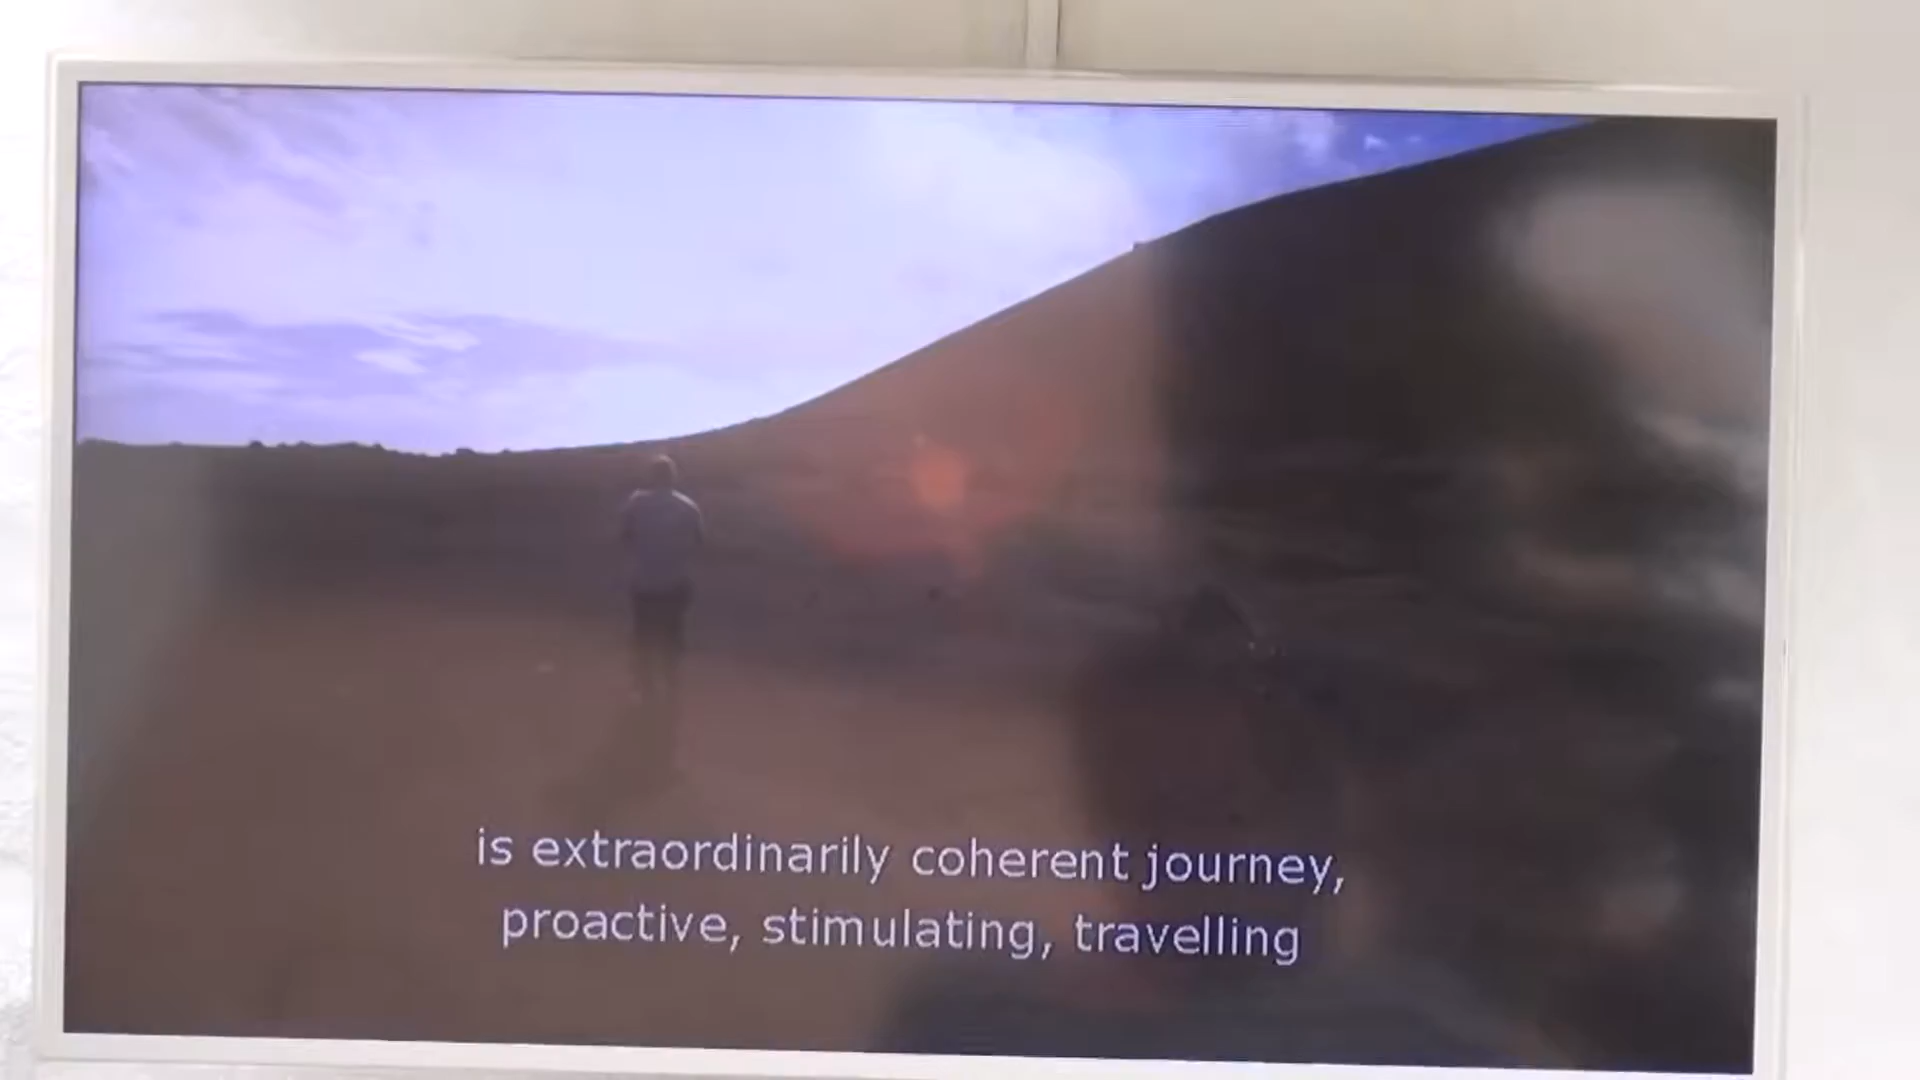 is extraordinarily coherent journey,
proactive, stimulating, travelling